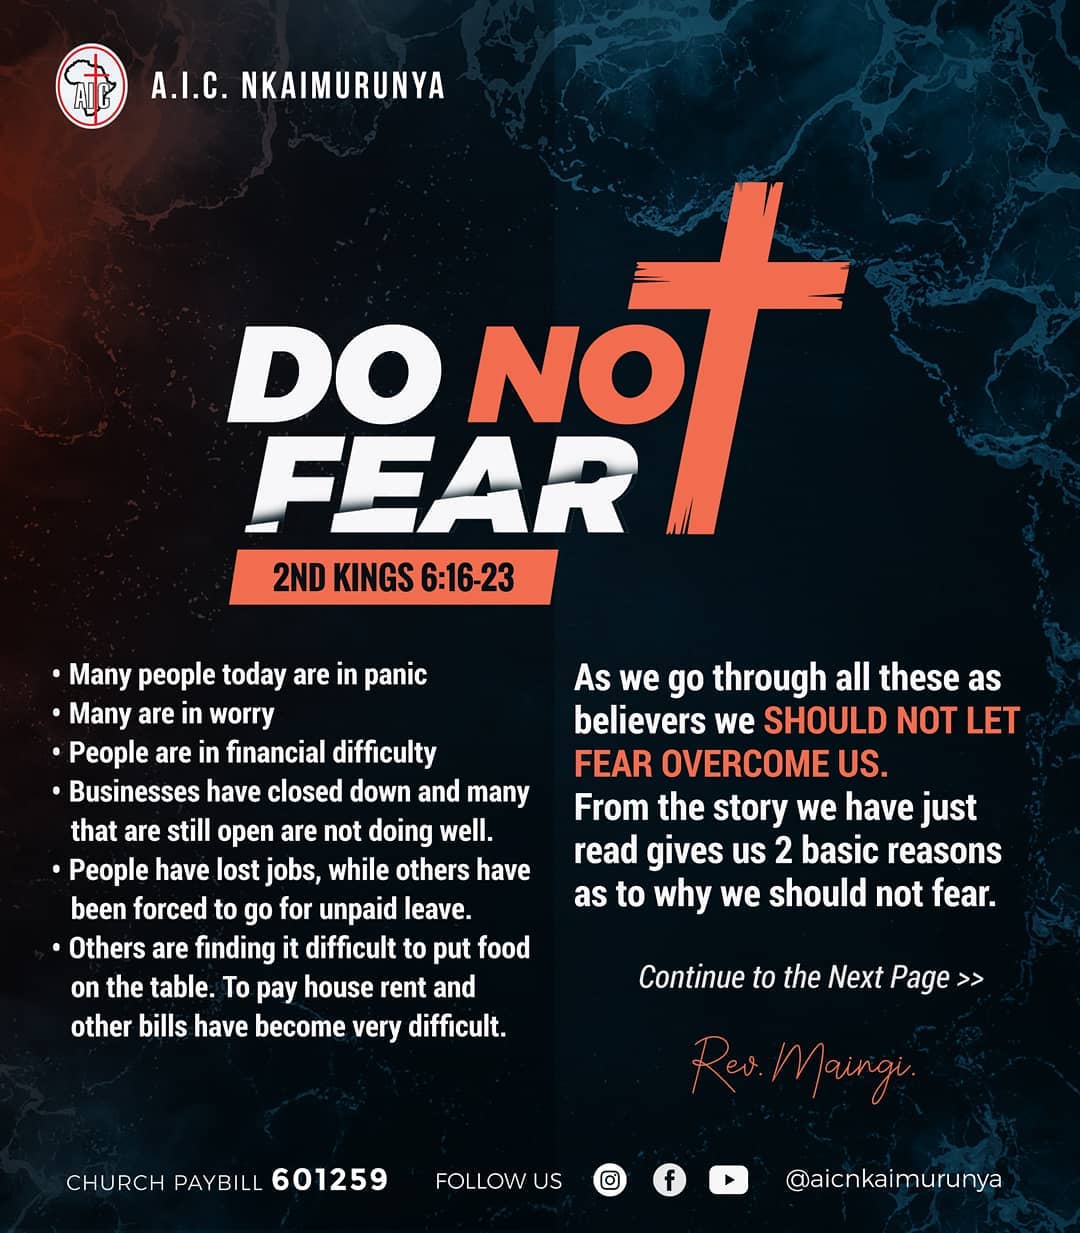 AIC
A.I.C. NKAIMURUNYA
DO NOT
FEAR
2ND KINGS 6:16-23
• Many people today are in panic
• Many are in worry
• People are in financial difficulty
• Businesses have closed down and many
that are still open are not doing well.
• People have lost jobs, while others have
been forced to go for unpaid leave.
• Others are finding it difficult to put food
on the table. To pay house rent and
other bills have become very difficult.
As we go through all these as
believers we SHOULD NOT LET
FEAR OVERCOME US.
From the story we have just
read gives us 2 basic reasons
as to why we should not fear.
Continue to the Next Page >>
Rev. Maingi.
CHURCH PAYBILL 601259
FOLLOW US
@aicnkaimurunya